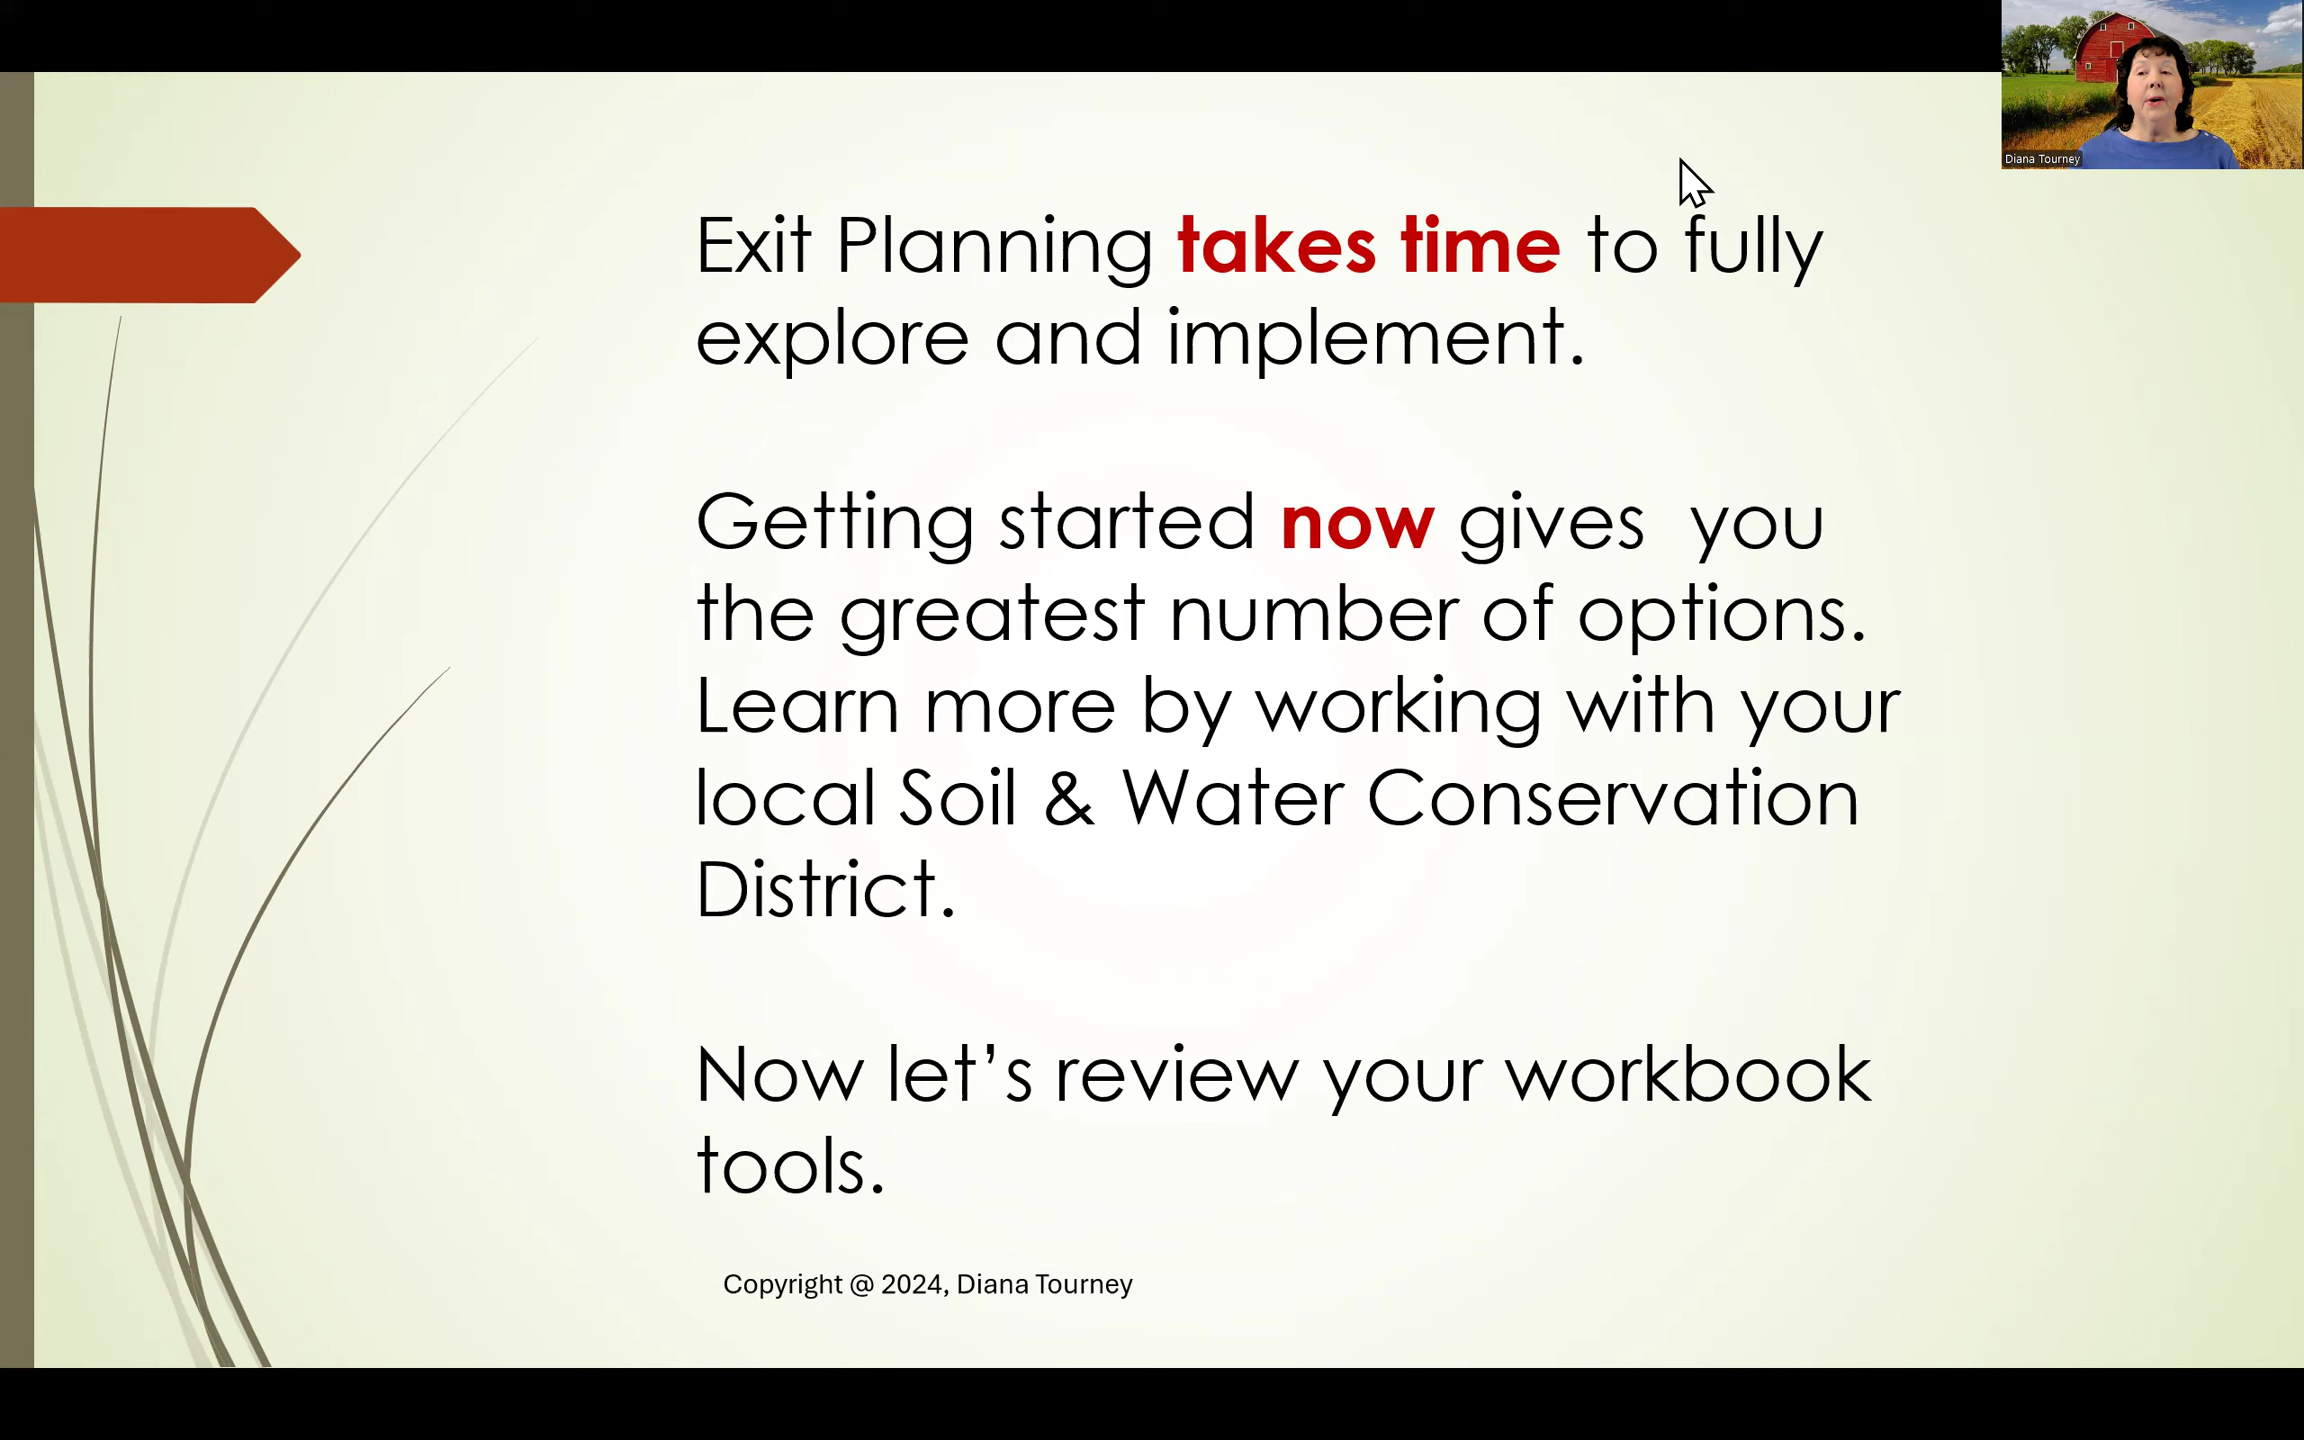 Diana Tourney
Exit Planning takes time to fully
explore and implement.
Getting started now gives  you
the greatest number of options.
Learn more by working with your
local Soil & Water Conservation
District.
Now let’s review your workbook
tools.
Copyright @ 2024, Diana Tourney